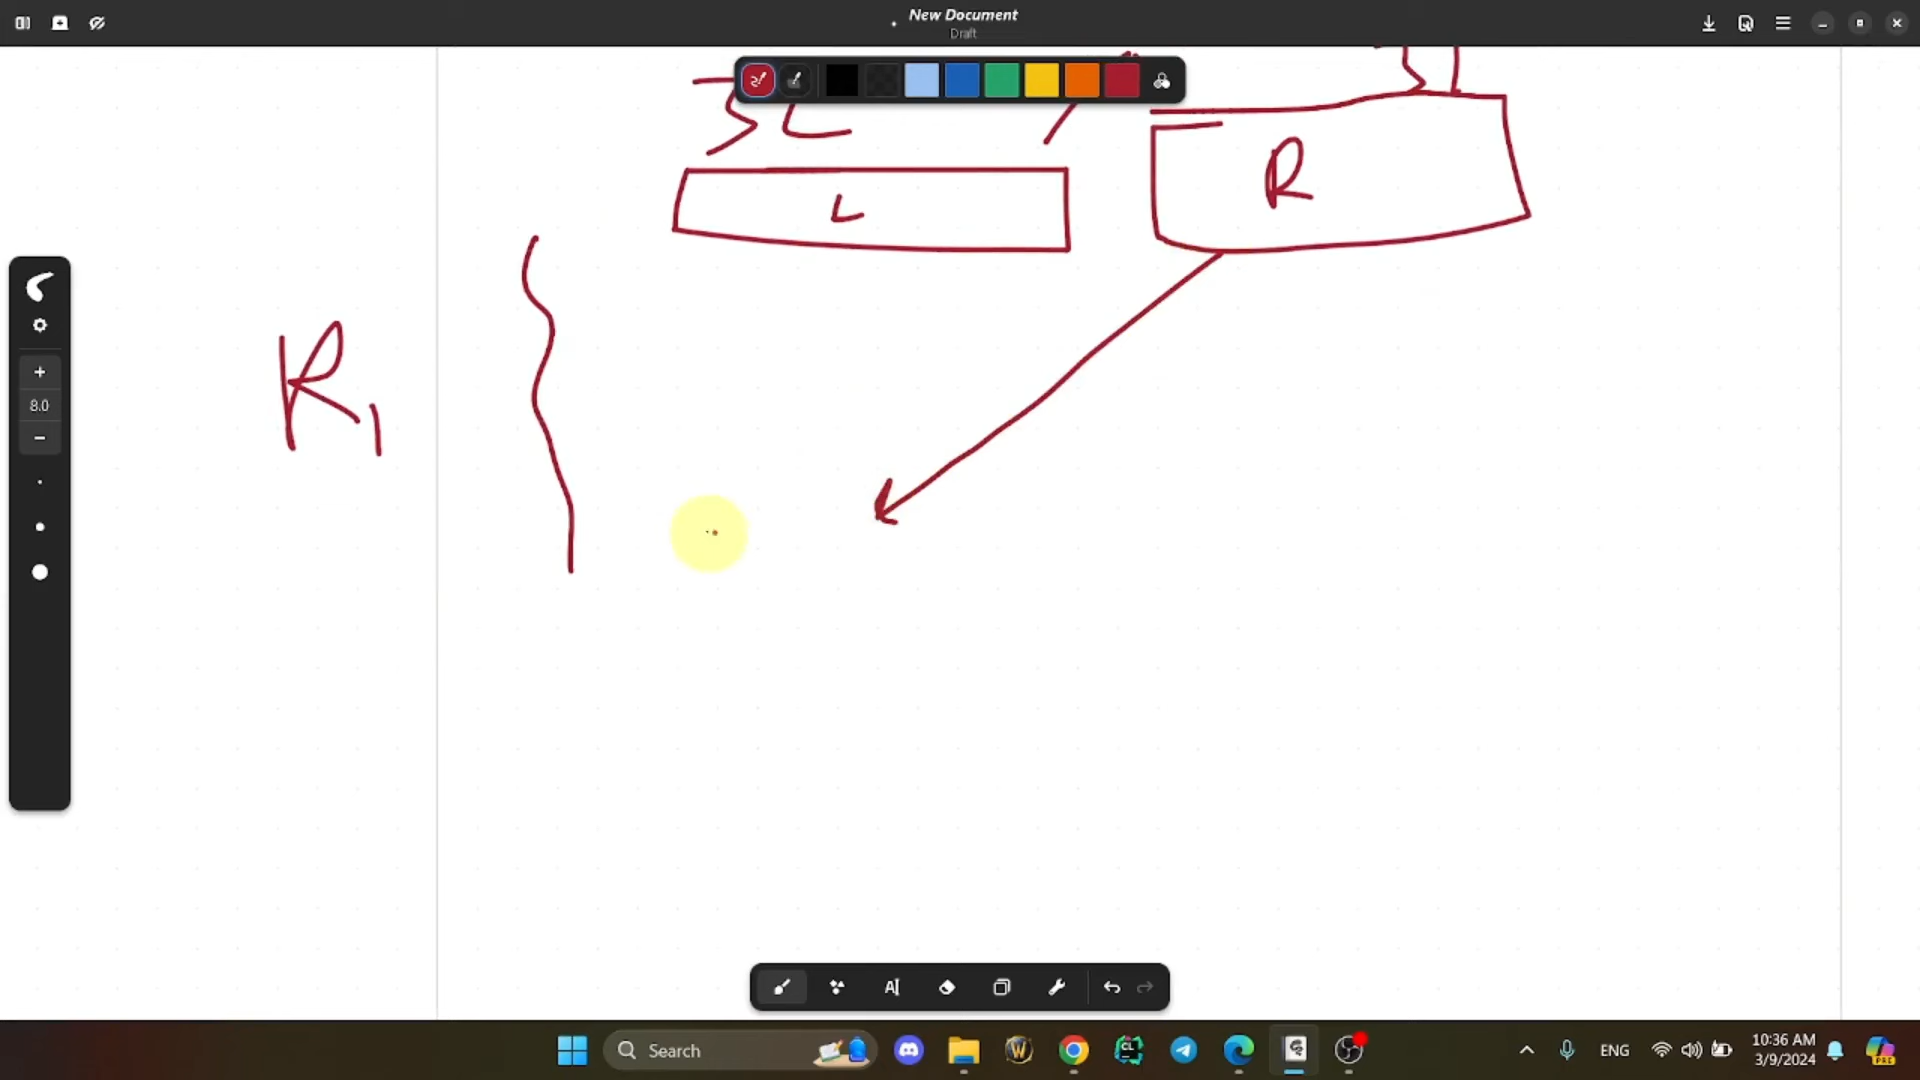 New Document
Draft
R
L
R1
8.0
Search
ENG
10:36 AM
3/9/2024